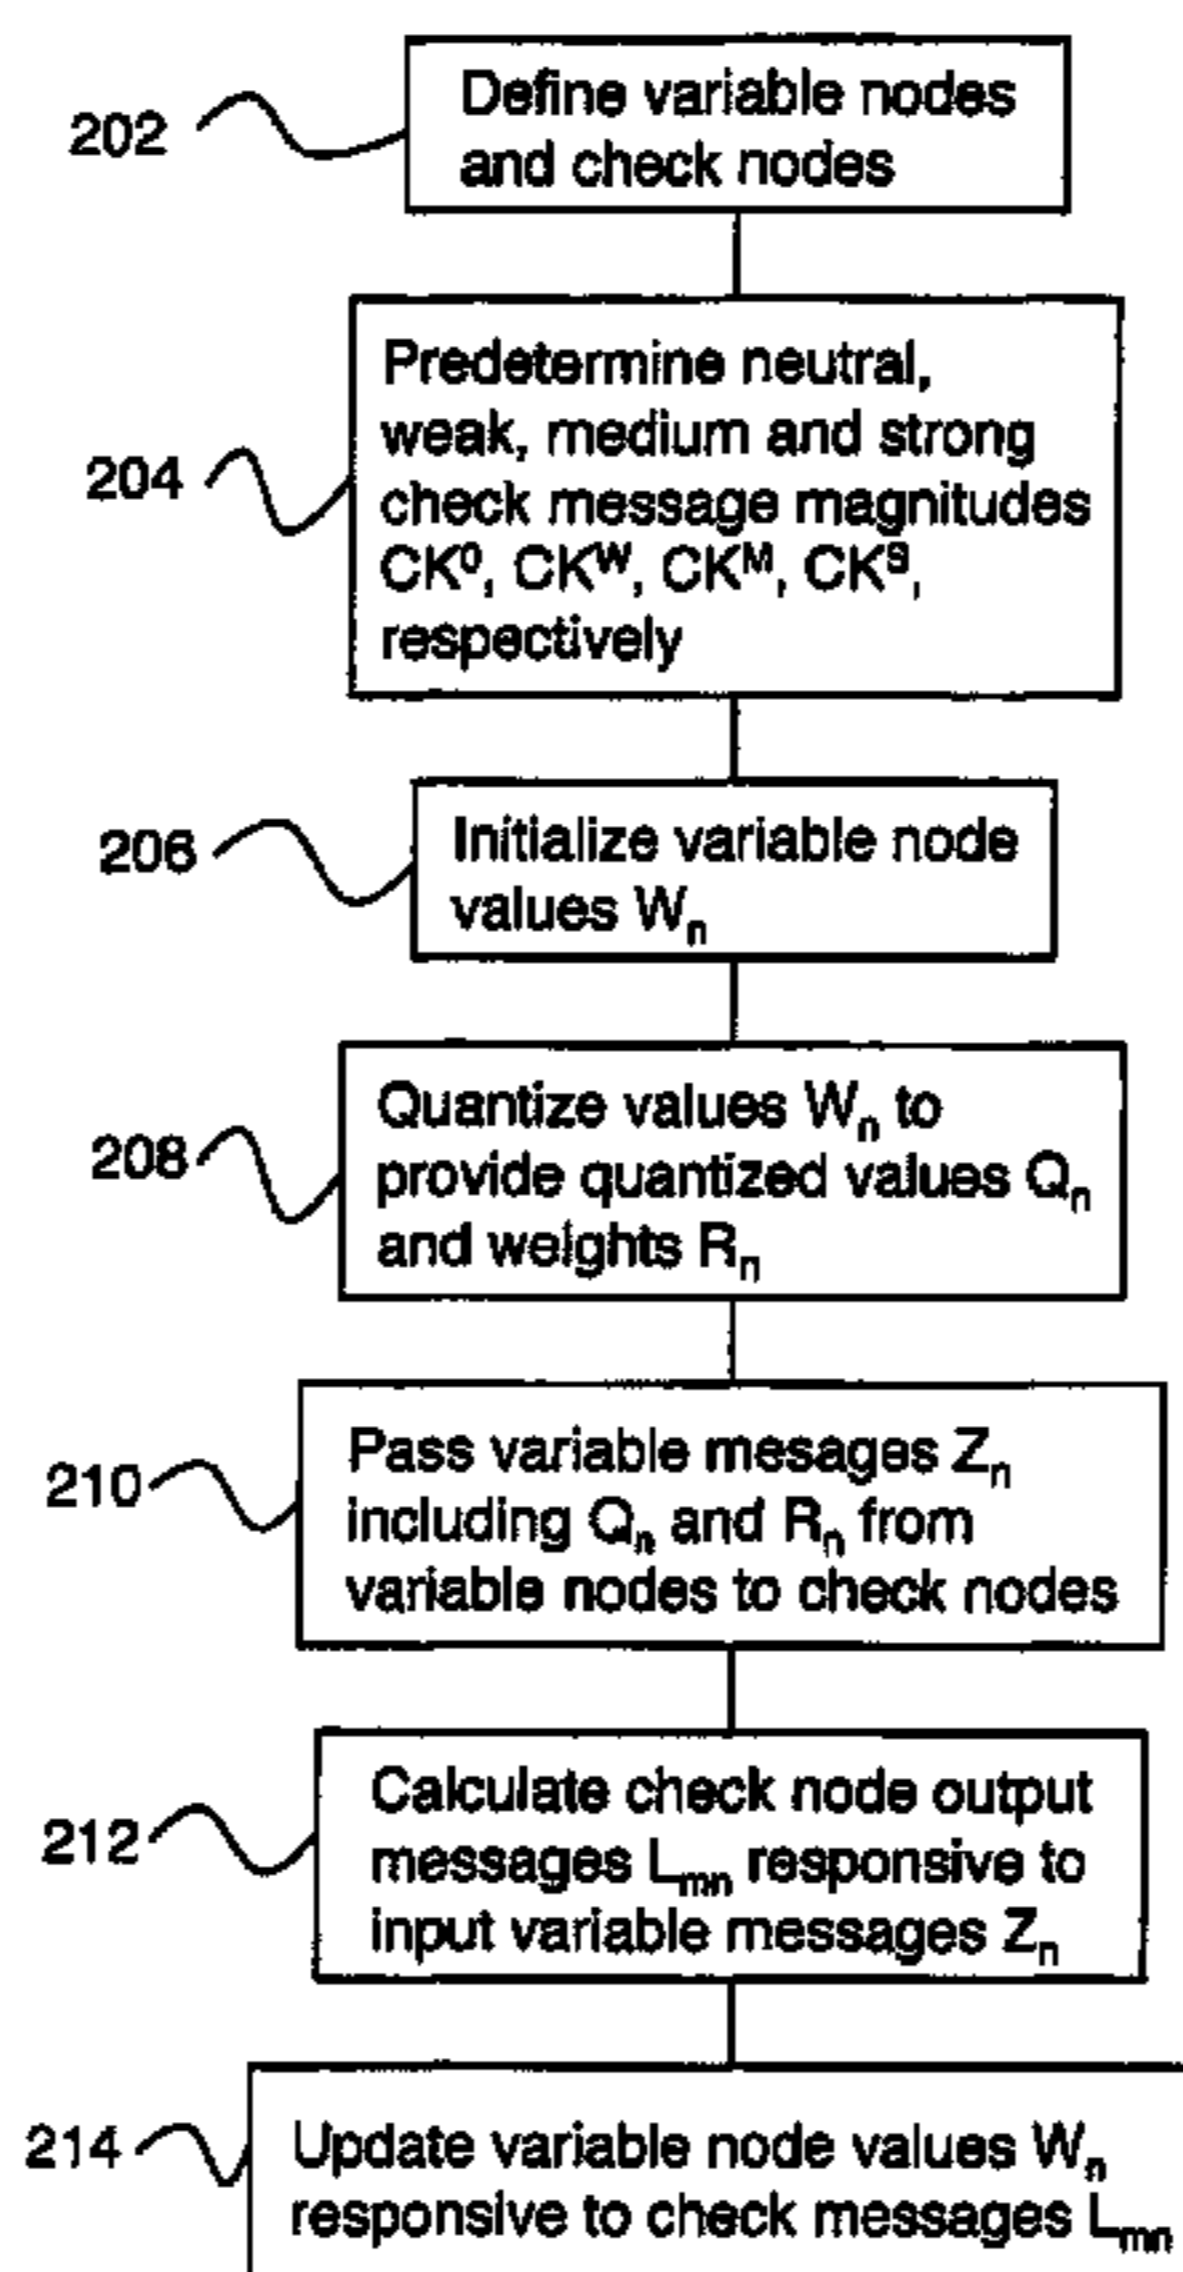 202
Define variable nodes
and check nodes
204
Predetermine neutral,
weak, medium and strong
check message magnitudes
CK⁰, CKᵂ, CKᴹ, CKˢ,
respectively
206
Initialize variable node
values Wₙ
208
Quantize values Wₙ to
provide quantized values Qₙ
and weights Rₙ
210
Pass variable mesages Zₙ
including Qₙ and Rₙ from
variable nodes to check nodes
212
Calculate check node output
messages Lₘₙ responsive to
input variable messages Zₙ
214
Update variable node values Wₙ
responsive to check messages Lₘₙ